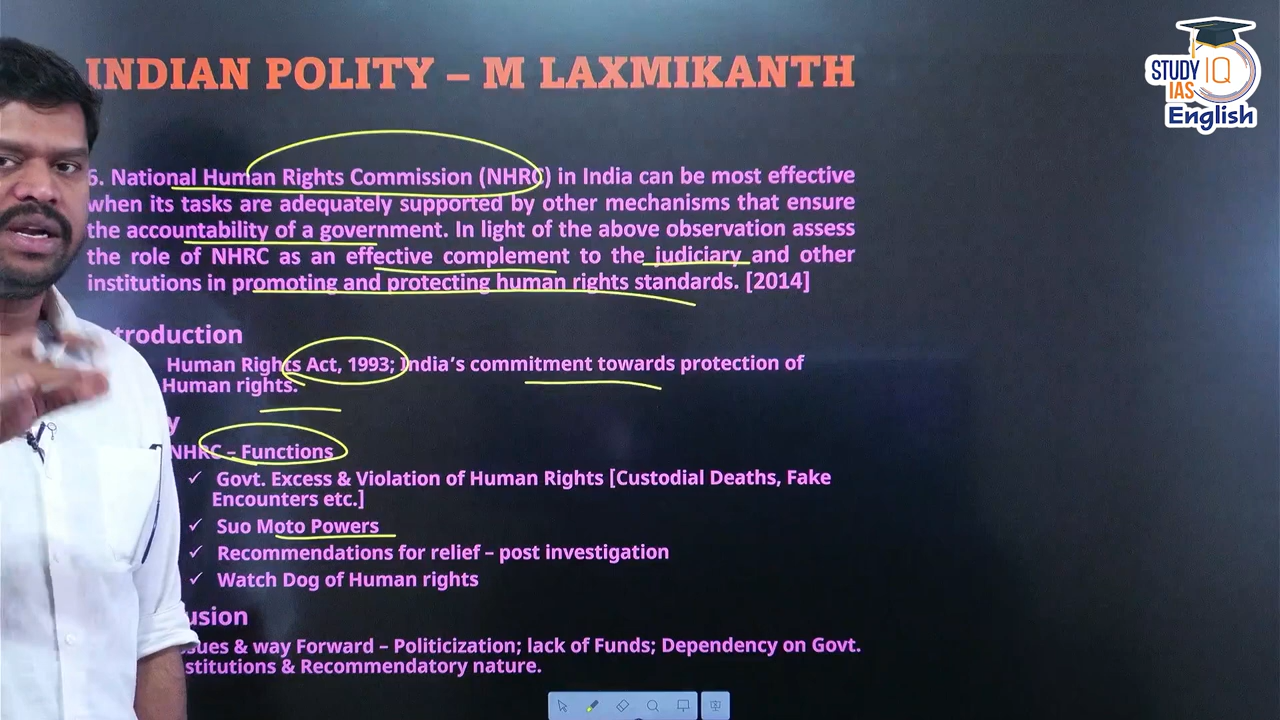 INDIAN POLITY – M LAXMIKANTH
STUDY IQ
IAS
English
6. National Human Rights Commission (NHRC) in India can be most effective
when its tasks are adequately supported by other mechanisms that ensure
the accountability of a government. In light of the above observation assess
the role of NHRC as an effective complement to the judiciary and other
institutions in promoting and protecting human rights standards. [2014]
troduction
Human Rights Act, 1993; India's commitment towards protection of
Human rights.
y
NHRC – Functions
✓ Govt. Excess & Violation of Human Rights [Custodial Deaths, Fake
Encounters etc.]
✓ Suo Moto Powers
✓ Recommendations for relief – post investigation
✓ Watch Dog of Human rights
usion
sues & way Forward – Politicization; lack of Funds; Dependency on Govt.
stitutions & Recommendatory nature.